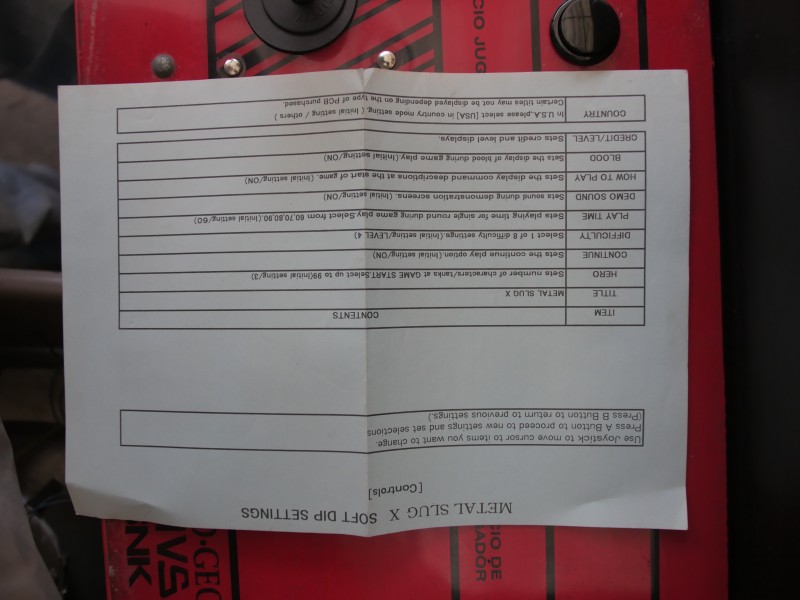 METAL SLUG X SOFT DIP SETTINGS
[Controls]
Use Joystick to move cursor to items you want to change.
Press A Button to proceed to new settings and set selections
(Press B Button to return to previous settings.)
ITEM CONTENTS
TITLE METAL SLUG X
HERO Sets number of characters/tanks at GAME START.Select up to 99(Initial setting/3)
CONTINUE Sets the continue play option.(Initial setting/ON)
DIFFICULTY Select 1 of 8 difficulty settings.(Initial setting/LEVEL 4)
PLAY TIME Sets playing time for single round during game play.Select from 60,70,80,90 (Initial setting/60)
DEMO SOUND Sets sound during demonstration screens. (Initial setting/ON)
HOW TO PLAY Sets the display command descriptions at the start of game. (Initial setting/ON)
BLOOD Sets the display of blood during game play.(Initial setting/ON)
CREDIT/LEVEL Sets credit and level displays.
COUNTRY In U.S.A.,please select [USA] in country mode setting. ( Initial setting / others )
Certain titles may not be displayed depending on the type of PCB purchased.
CIO JUG
CIO DE
GADOR
O·GEO
MVS
SNK